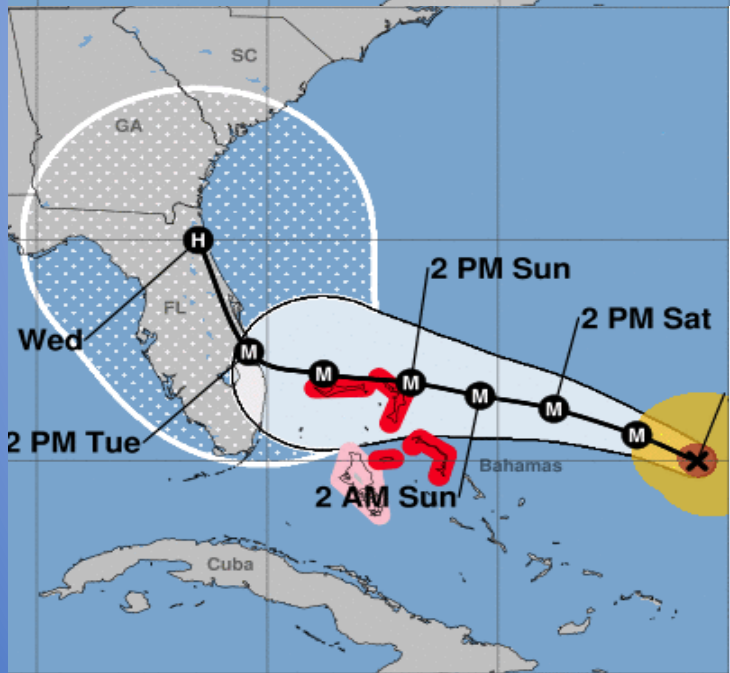 SC
GA
H
2 PM Sun
FL
2 PM Sat
Wed
M
M
M
M
M
M
2 PM Tue
Bahamas
2 AM Sun
Cuba